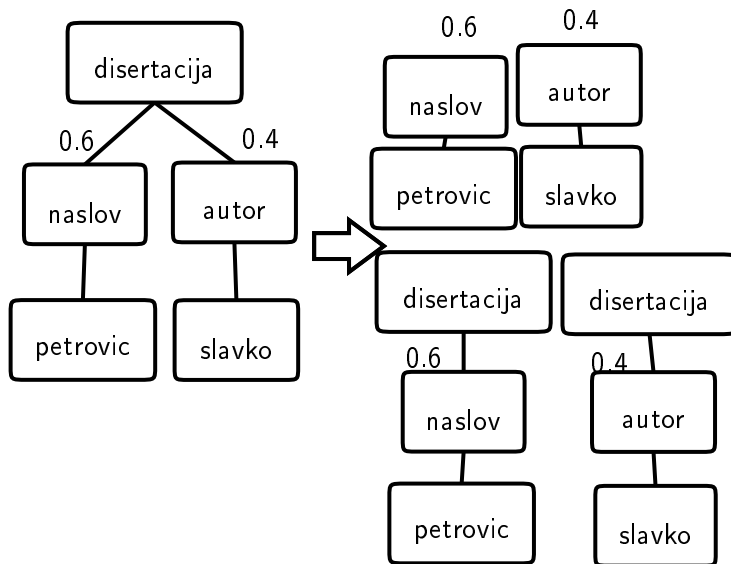 disertacija
0.6 0.4
naslov autor
petrovic slavko
0.6 0.4
naslov autor
petrovic slavko
disertacija disertacija
0.6 0.4
naslov autor
petrovic slavko